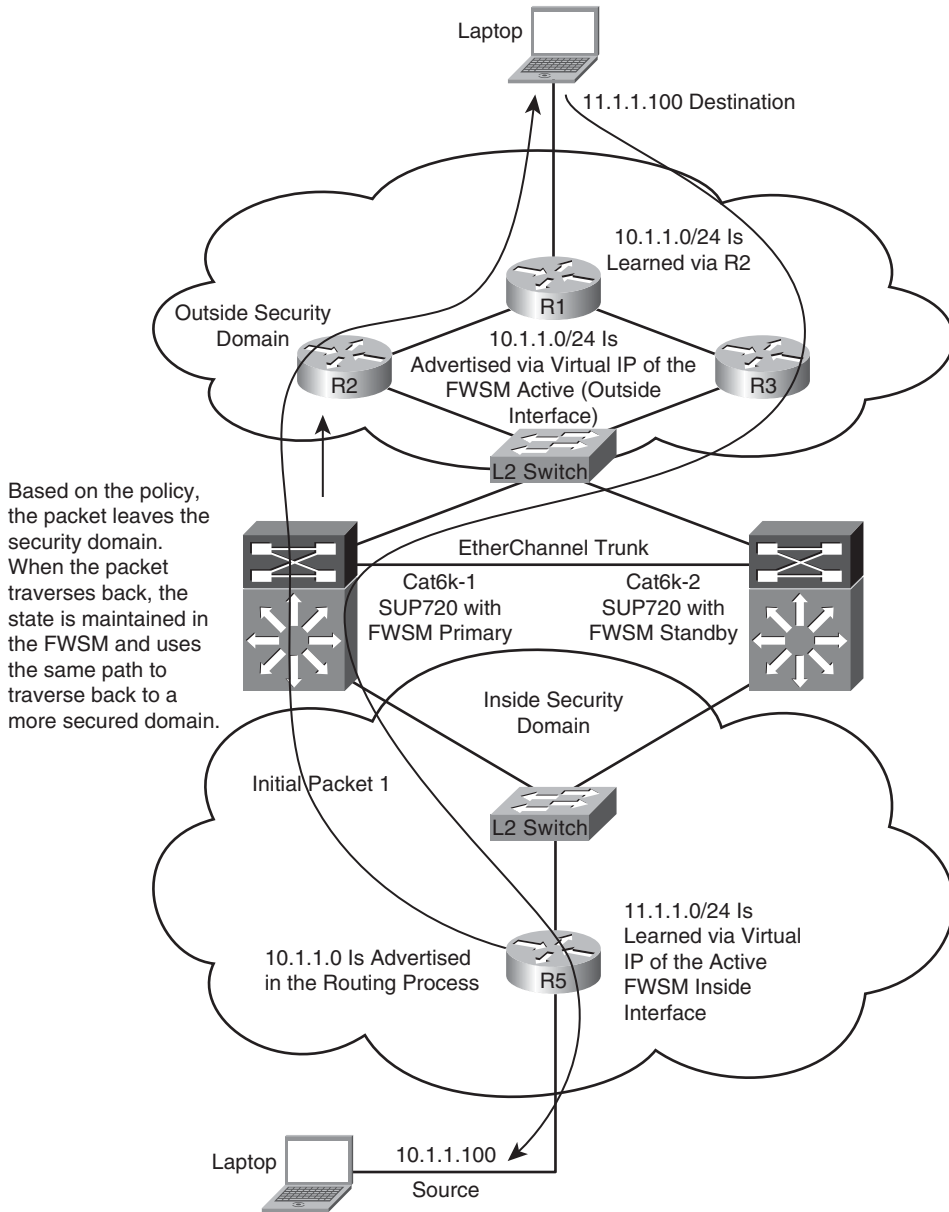 Laptop
11.1.1.100 Destination
10.1.1.0/24 Is
Learned via R2
R1
Outside Security
Domain
10.1.1.0/24 Is
Advertised via Virtual IP of the
FWSM Active (Outside
Interface)
R2
R3
L2 Switch
Based on the policy,
the packet leaves the
security domain.
When the packet
traverses back, the
state is maintained in
the FWSM and uses
the same path to
traverse back to a
more secured domain.
EtherChannel Trunk
Cat6k-1
SUP720 with
FWSM Primary
Cat6k-2
SUP720 with
FWSM Standby
Inside Security
Domain
Initial Packet 1
L2 Switch
10.1.1.0 Is Advertised
in the Routing Process
R5
11.1.1.0/24 Is
Learned via Virtual
IP of the Active
FWSM Inside
Interface
Laptop
10.1.1.100
Source